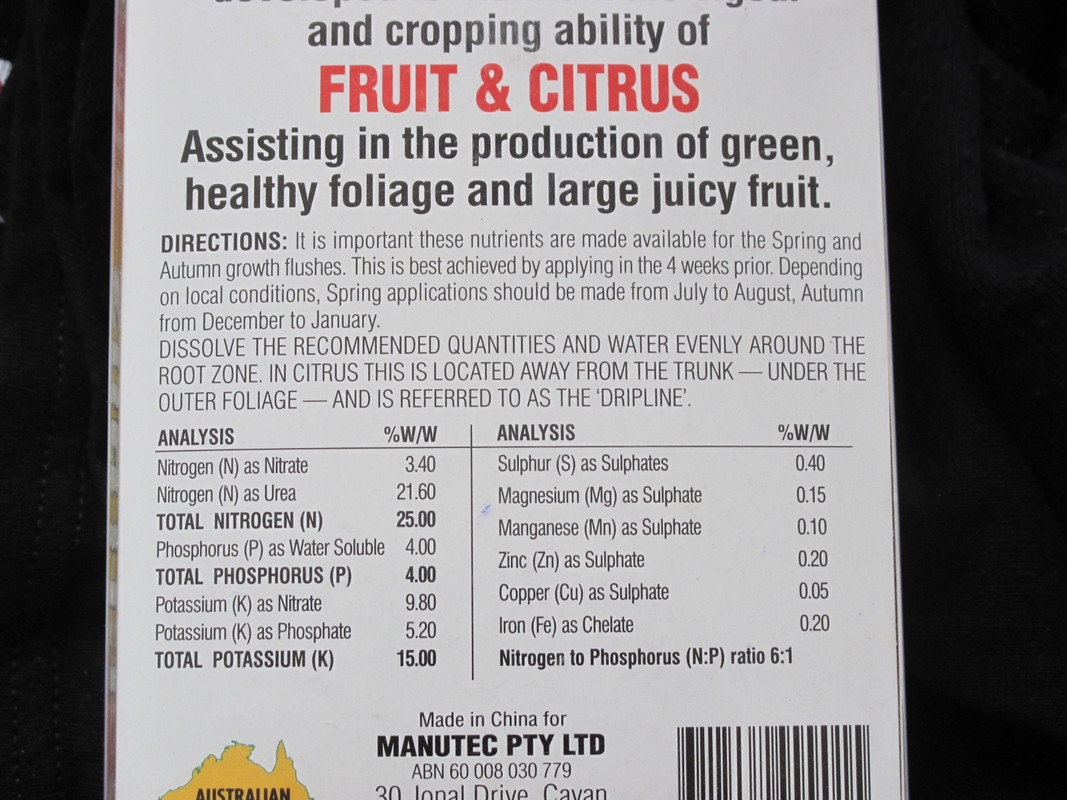 and cropping ability of
FRUIT & CITRUS
Assisting in the production of green,
healthy foliage and large juicy fruit.
DIRECTIONS: It is important these nutrients are made available for the Spring and
Autumn growth flushes. This is best achieved by applying in the 4 weeks prior. Depending
on local conditions, Spring applications should be made from July to August, Autumn
from December to January.
DISSOLVE THE RECOMMENDED QUANTITIES AND WATER EVENLY AROUND THE
ROOT ZONE. IN CITRUS THIS IS LOCATED AWAY FROM THE TRUNK — UNDER THE
OUTER FOLIAGE — AND IS REFERRED TO AS THE ‘DRIPLINE’.
ANALYSIS %W/W
Nitrogen (N) as Nitrate 3.40
Nitrogen (N) as Urea 21.60
TOTAL NITROGEN (N) 25.00
Phosphorus (P) as Water Soluble 4.00
TOTAL PHOSPHORUS (P) 4.00
Potassium (K) as Nitrate 9.80
Potassium (K) as Phosphate 5.20
TOTAL POTASSIUM (K) 15.00
ANALYSIS %W/W
Sulphur (S) as Sulphates 0.40
Magnesium (Mg) as Sulphate 0.15
Manganese (Mn) as Sulphate 0.10
Zinc (Zn) as Sulphate 0.20
Copper (Cu) as Sulphate 0.05
Iron (Fe) as Chelate 0.20
Nitrogen to Phosphorus (N:P) ratio 6:1
Made in China for
MANUTEC PTY LTD
ABN 60 008 030 779
30 Jonal Drive, Cavan
AUSTRALIAN